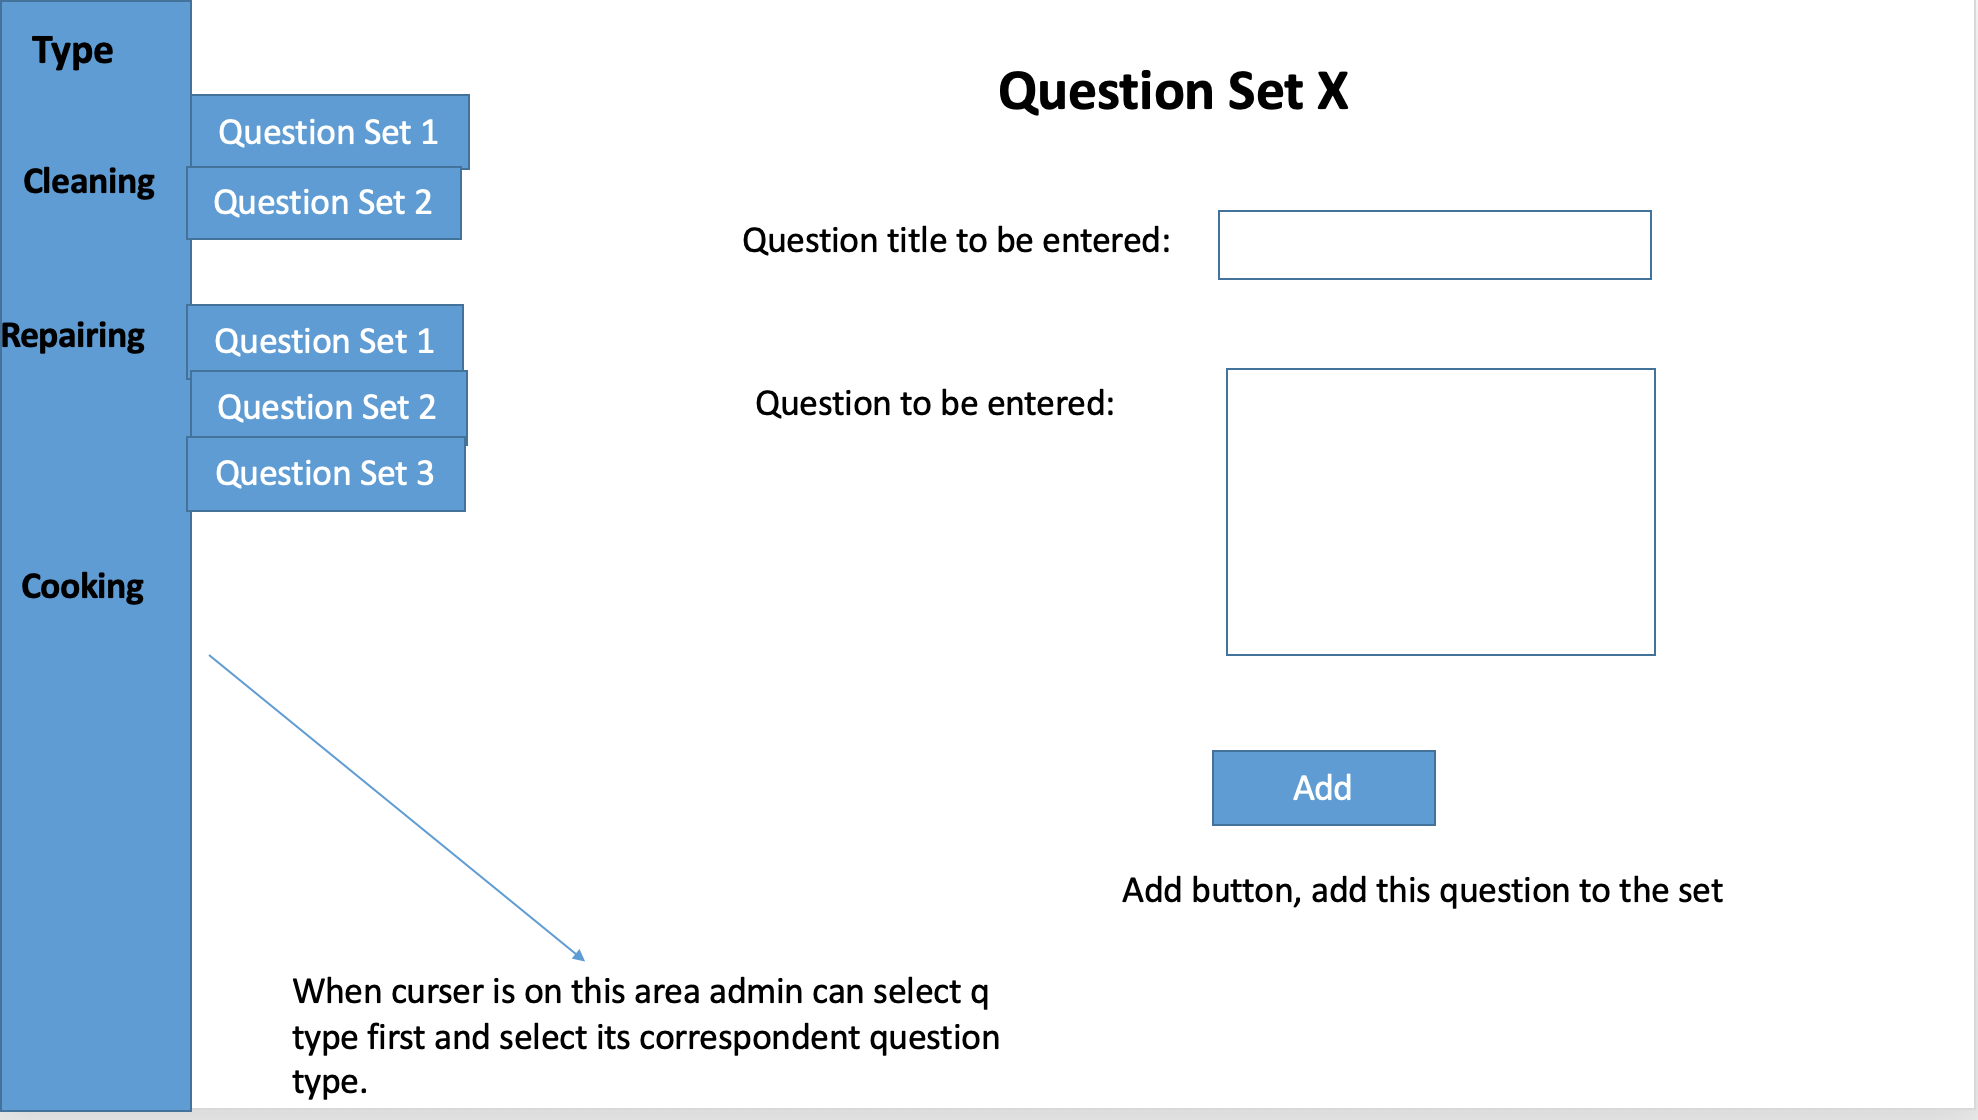 Type
Question Set X
Question Set 1
Cleaning
Question Set 2
Question title to be entered:
Repairing
Question Set 1
Question Set 2
Question to be entered:
Question Set 3
Cooking
Add
Add button, add this question to the set
When curser is on this area admin can select q
type first and select its correspondent question
type.